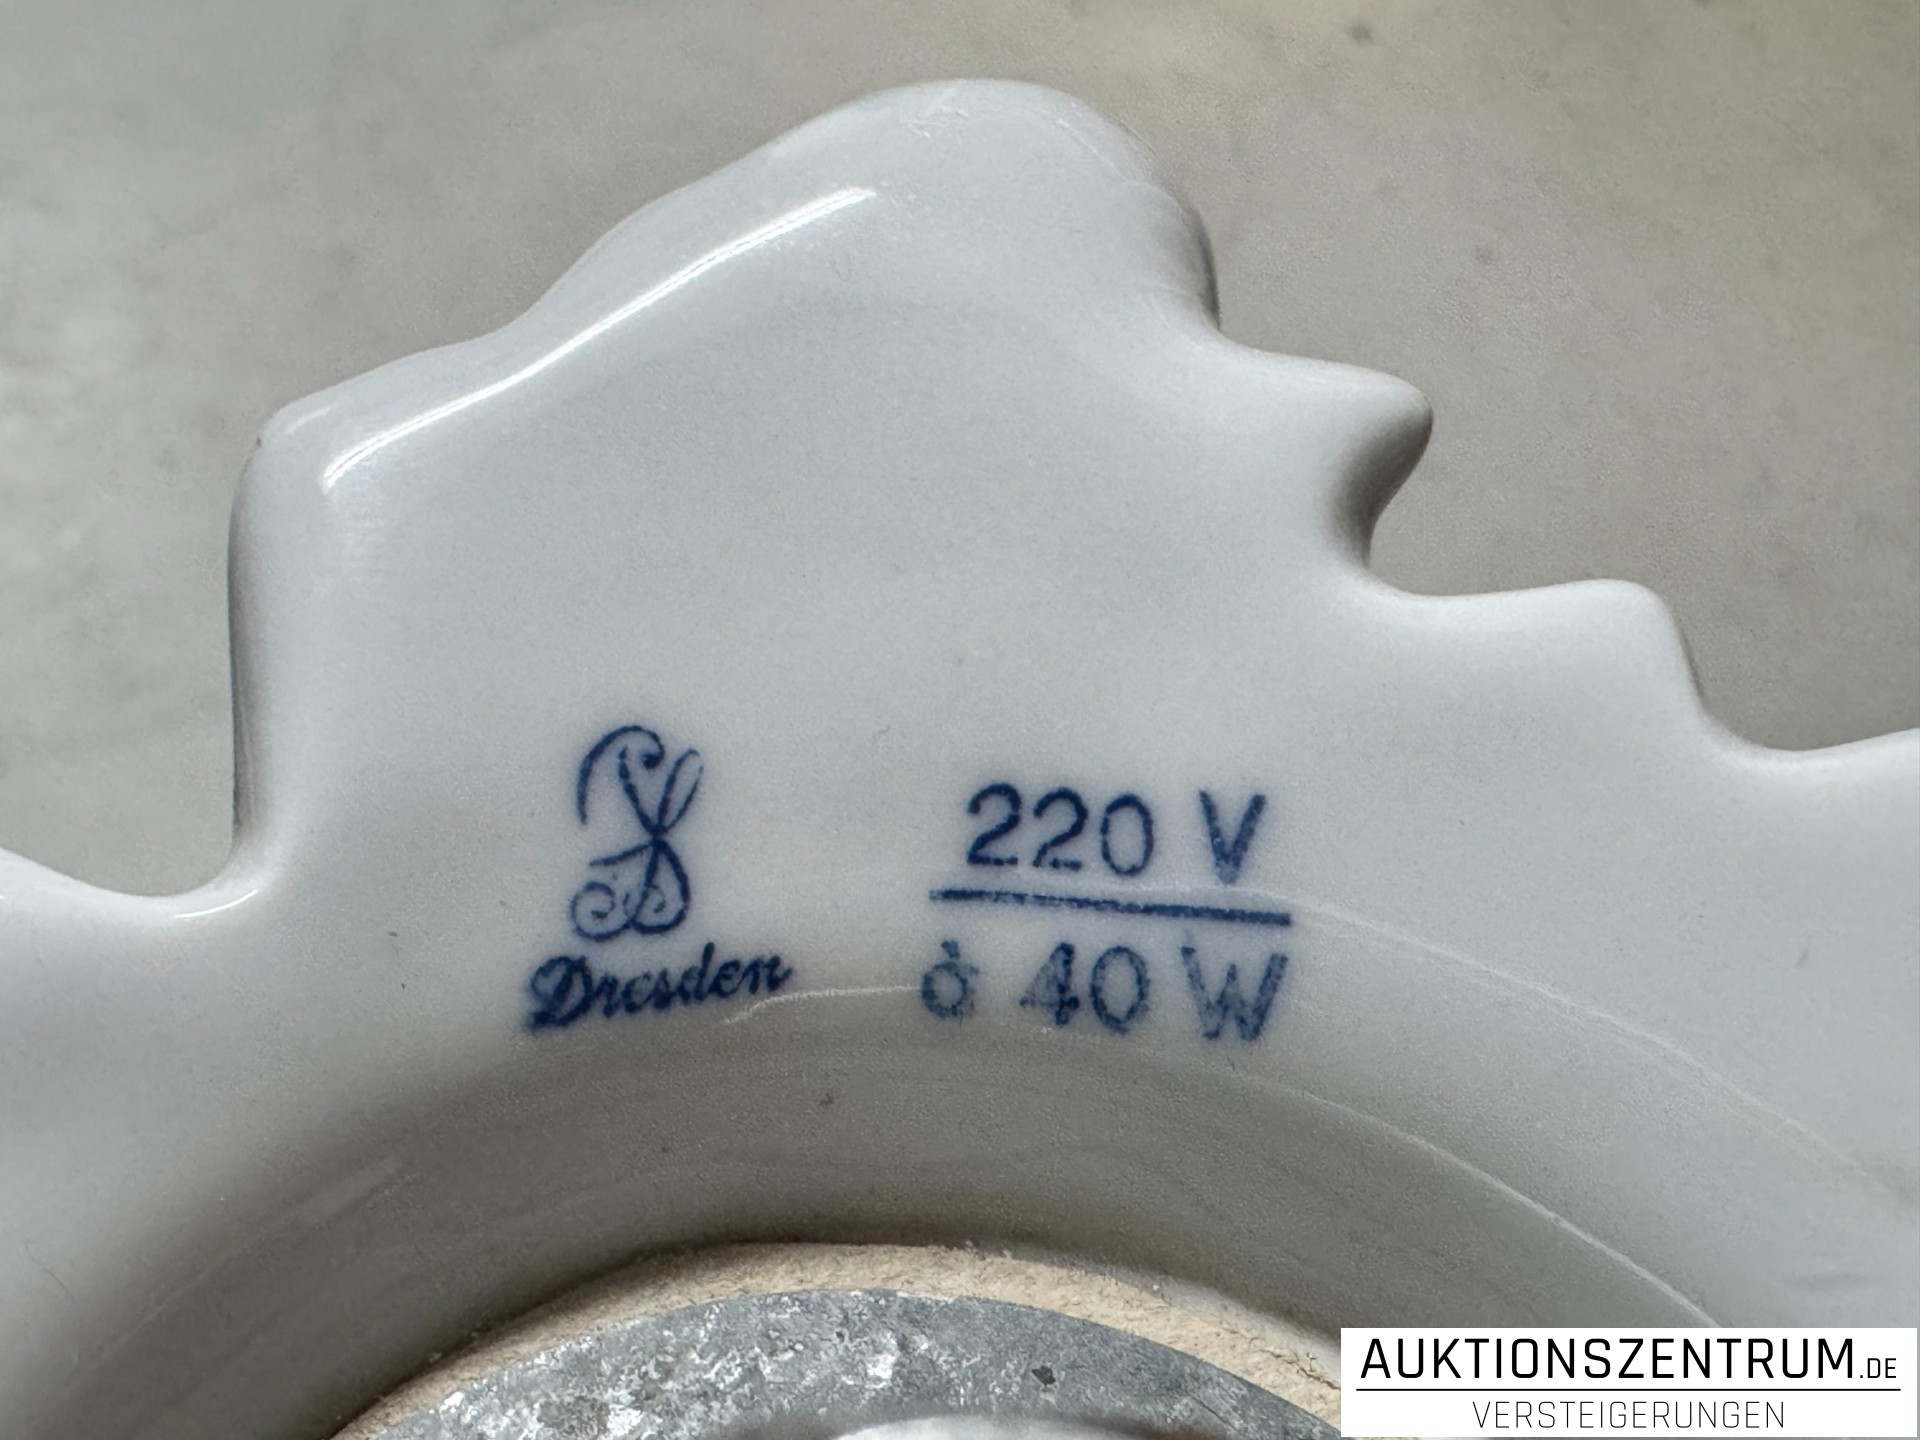 Dresden
220 V
à 40 W
AUKTIONSZENTRUM.DE
VERSTEIGERUNGEN